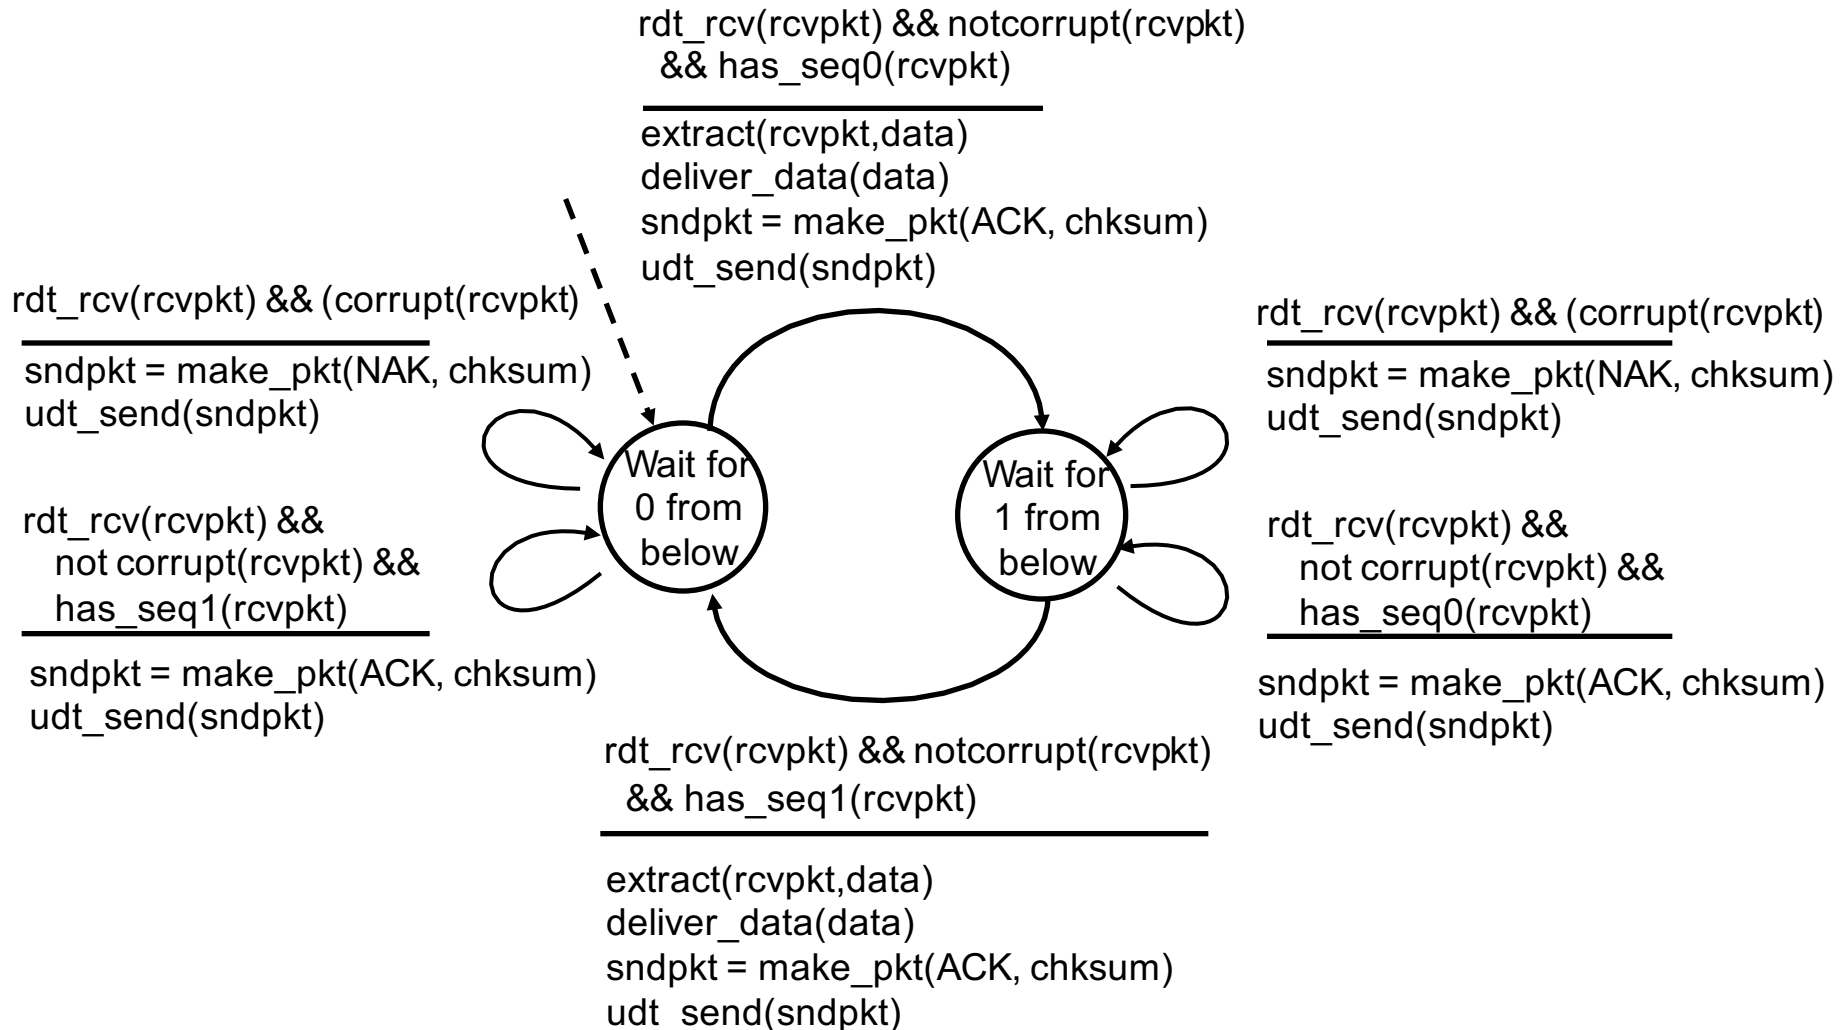 rdt_rcv(rcvpkt) && notcorrupt(rcvpkt)
&& has_seq0(rcvpkt)
extract(rcvpkt,data)
deliver_data(data)
sndpkt = make_pkt(ACK, chksum)
udt_send(sndpkt)
rdt_rcv(rcvpkt) && (corrupt(rcvpkt)
sndpkt = make_pkt(NAK, chksum)
udt_send(sndpkt)
rdt_rcv(rcvpkt) &&
not corrupt(rcvpkt) &&
has_seq1(rcvpkt)
sndpkt = make_pkt(ACK, chksum)
udt_send(sndpkt)
Wait for
0 from
below
Wait for
1 from
below
rdt_rcv(rcvpkt) && (corrupt(rcvpkt)
sndpkt = make_pkt(NAK, chksum)
udt_send(sndpkt)
rdt_rcv(rcvpkt) &&
not corrupt(rcvpkt) &&
has_seq0(rcvpkt)
sndpkt = make_pkt(ACK, chksum)
udt_send(sndpkt)
rdt_rcv(rcvpkt) && notcorrupt(rcvpkt)
&& has_seq1(rcvpkt)
extract(rcvpkt,data)
deliver_data(data)
sndpkt = make_pkt(ACK, chksum)
udt_send(sndpkt)